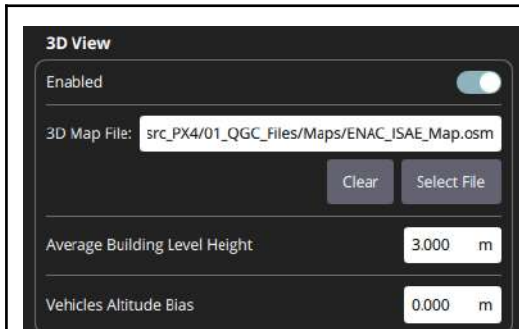 3D View
Enabled
3D Map File: src_PX4/01_QGC_Files/Maps/ENAC_ISAE_Map.osm
Clear Select File
Average Building Level Height 3.000 m
Vehicles Altitude Bias 0.000 m